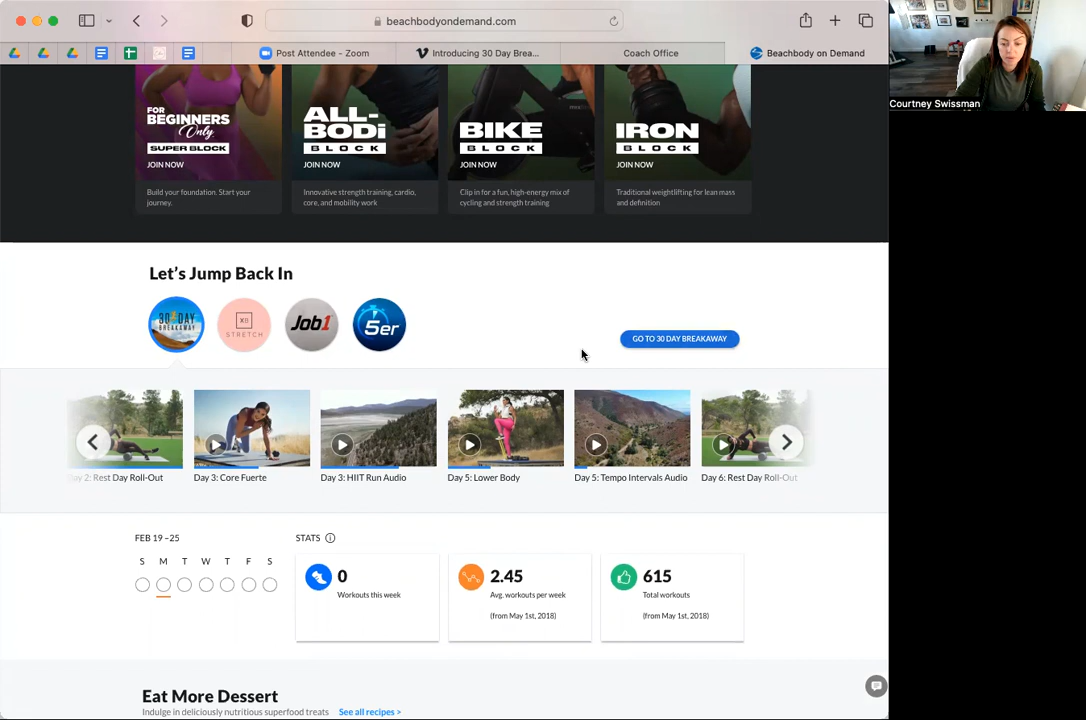 beachbodyondemand.com
Post Attendee - Zoom
Introducing 30 Day Brea...
Coach Office
Beachbody on Demand
Courtney Swissman
FOR
BEGINNERS
Only
SUPER BLOCK
JOIN NOW
Build your foundation. Start your
journey.
ALL-
BODi
BLOCK
JOIN NOW
Innovative strength training, cardio,
core, and mobility work
BIKE
BLOCK
JOIN NOW
Clip in for a fun, high-energy mix of
cycling and strength training
IRON
BLOCK
JOIN NOW
Traditional weightlifting for lean mass
and definition
Let's Jump Back In
30 DAY
BREAKAWAY
XB
STRETCH
Job1
5er
GO TO 30 DAY BREAKAWAY
Day 2: Rest Day Roll-Out
Day 3: Core Fuerte
Day 3: HIIT Run Audio
Day 5: Lower Body
Day 5: Tempo Intervals Audio
Day 6: Rest Day Roll-Out
FEB 19 –25
S M T W T F S
STATS
0
Workouts this week
2.45
Avg. workouts per week
(from May 1st, 2018)
615
Total workouts
(from May 1st, 2018)
Eat More Dessert
Indulge in deliciously nutritious superfood treats See all recipes >